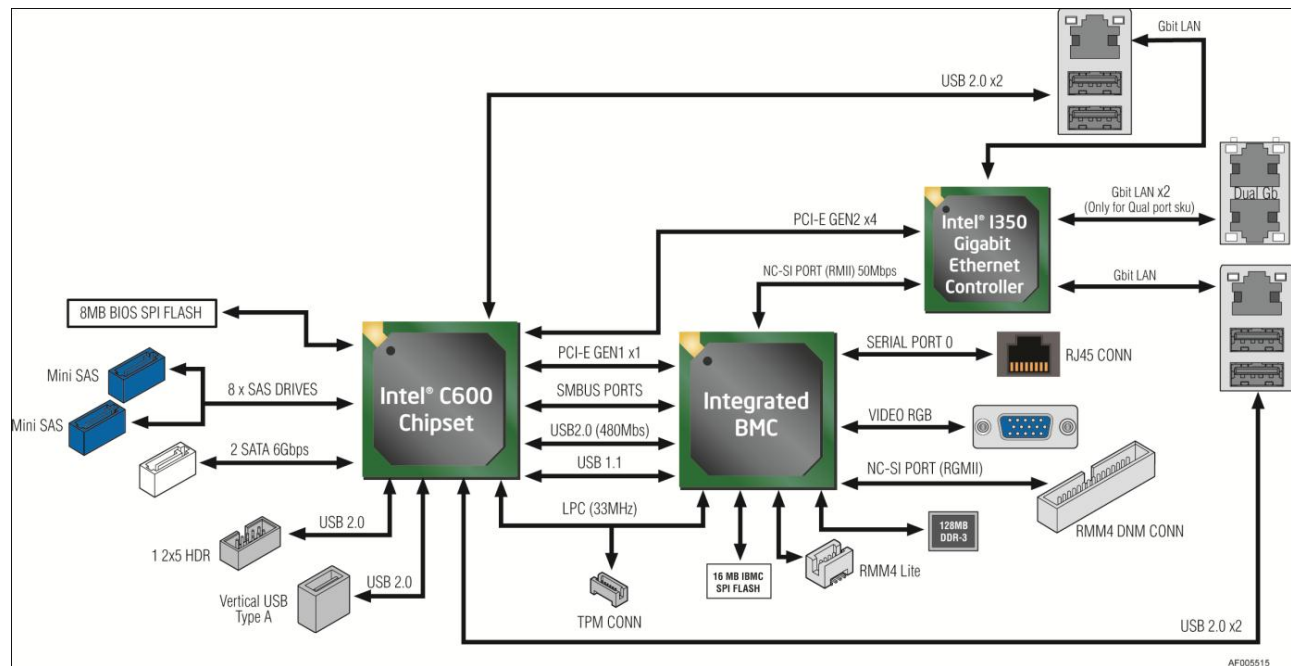 Gbit LAN
USB 2.0 x2
Gbit LAN x2
(Only for Qual port sku)
Dual Gb
PCI-E GEN2 x4
Intel® I350
Gigabit
Ethernet
Controller
NC-SI PORT (RMII) 50Mbps
Gbit LAN
8MB BIOS SPI FLASH
SERIAL PORT 0
RJ45 CONN
PCI-E GEN1 x1
Mini SAS
8 x SAS DRIVES
Intel® C600
Chipset
SMBUS PORTS
Integrated
BMC
Mini SAS
VIDEO RGB
USB2.0 (480Mbs)
2 SATA 6Gbps
USB 1.1
NC-SI PORT (RGMII)
LPC (33MHz)
USB 2.0
128MB
DDR-3
RMM4 DNM CONN
1 2x5 HDR
16 MB IBMC
SPI FLASH
RMM4 Lite
USB 2.0
Vertical USB
Type A
TPM CONN
USB 2.0 x2
AF005515